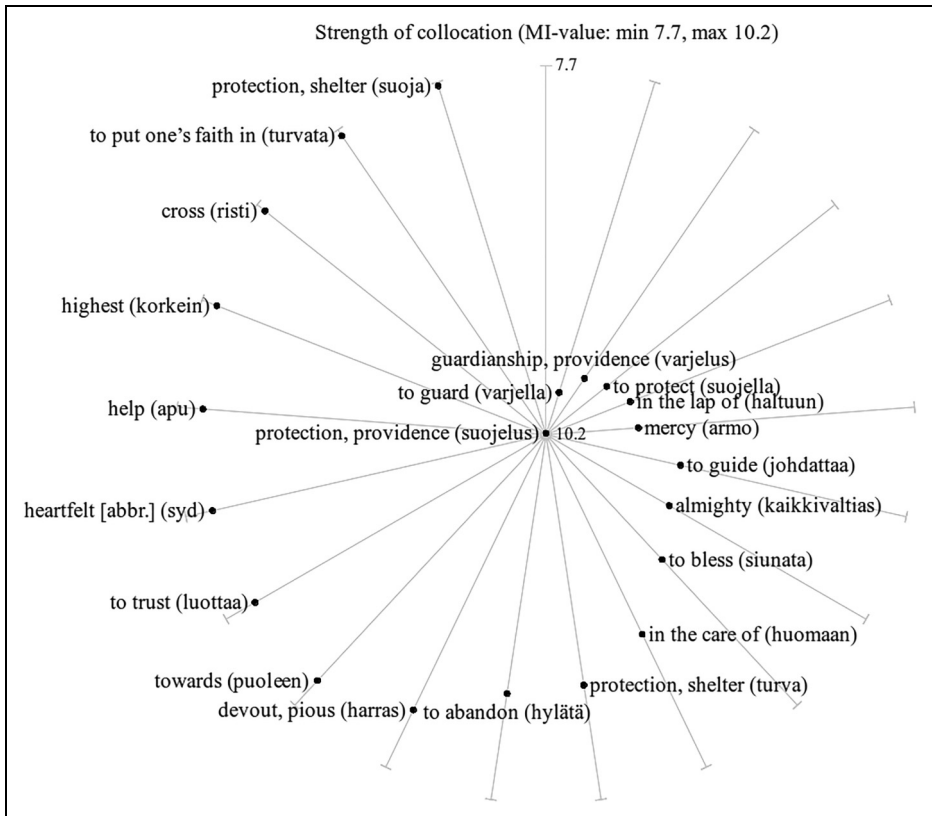 Strength of collocation (MI-value: min 7.7, max 10.2)
7.7
protection, shelter (suoja)
to put one’s faith in (turvata)
cross (risti)
highest (korkein)
guardianship, providence (varjelus)
to protect (suojella)
to guard (varjella)
in the lap of (haltuun)
help (apu)
mercy (armo)
protection, providence (suojelus)
10.2
to guide (johdattaa)
almighty (kaikkivaltias)
heartfelt [abbr.] (syd)
to bless (siunata)
to trust (luottaa)
in the care of (huomaan)
towards (puoleen)
protection, shelter (turva)
devout, pious (harras)
to abandon (hylätä)